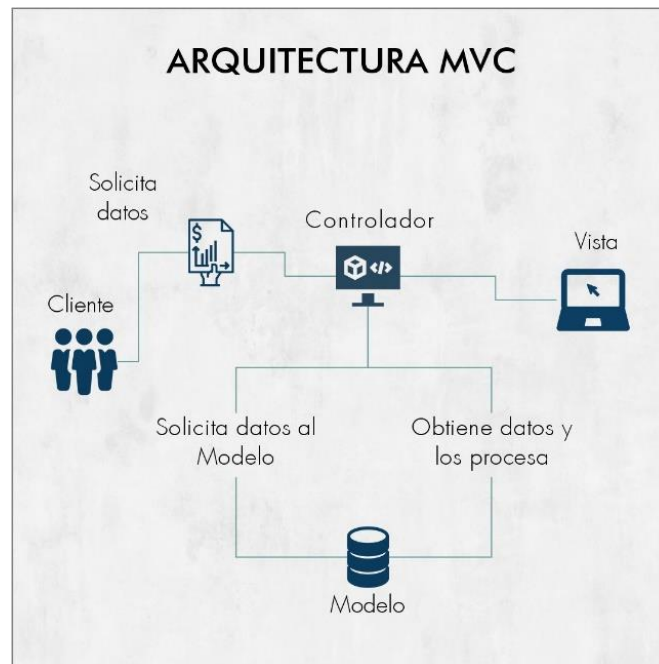 ARQUITECTURA MVC
Solicita
datos
Controlador
Vista
Cliente
$
</>
Solicita datos al
Modelo
Obtiene datos y
los procesa
Modelo